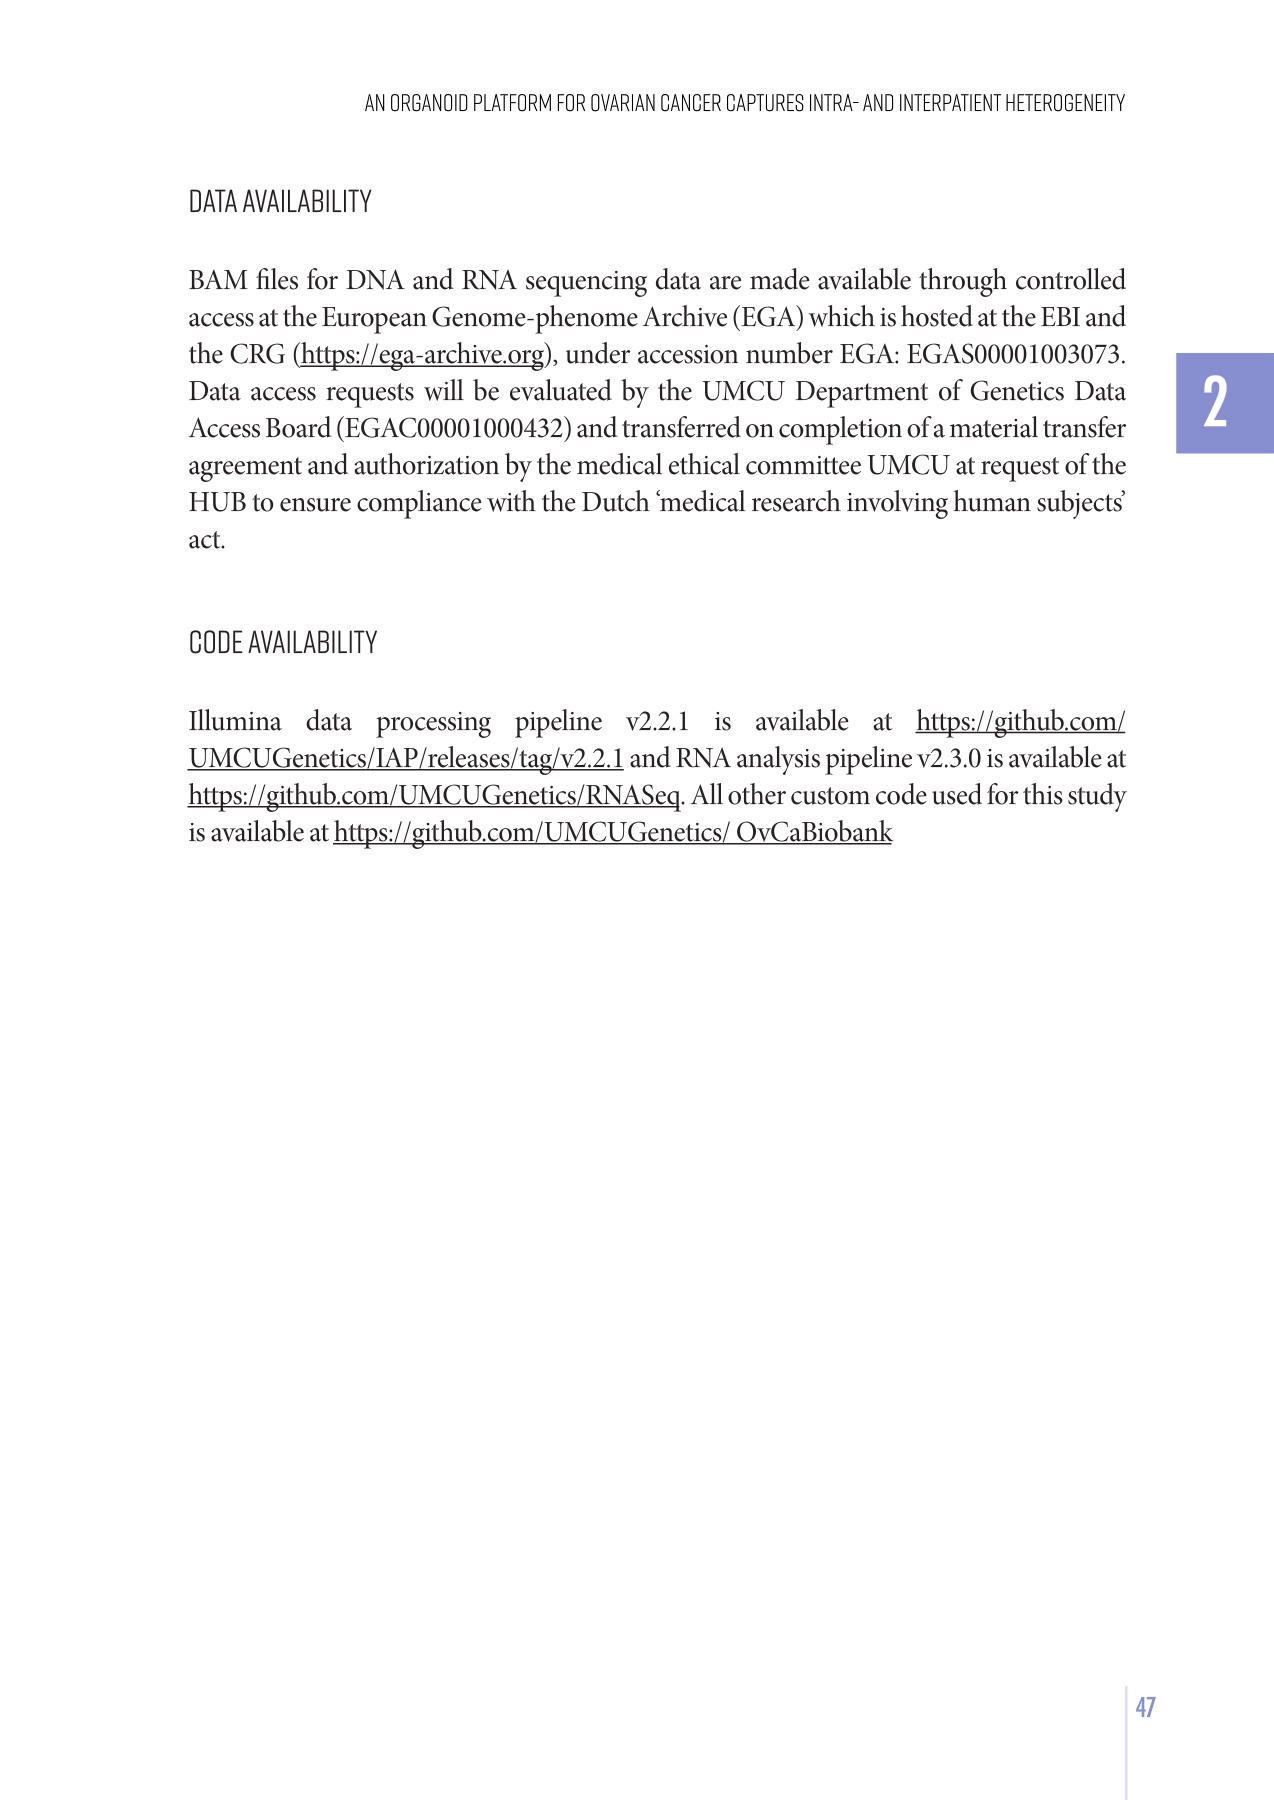 AN ORGANOID PLATFORM FOR OVARIAN CANCER CAPTURES INTRA- AND INTERPATIENT HETEROGENEITY
DATA AVAILABILITY
BAM files for DNA and RNA sequencing data are made available through controlled
access at the European Genome-phenome Archive (EGA) which is hosted at the EBI and
the CRG (https://ega-archive.org), under accession number EGA: EGAS00001003073.
Data access requests will be evaluated by the UMCU Department of Genetics Data
Access Board (EGAC00001000432) and transferred on completion of a material transfer
agreement and authorization by the medical ethical committee UMCU at request of the
HUB to ensure compliance with the Dutch ‘medical research involving human subjects’
act.
2
CODE AVAILABILITY
Illumina data processing pipeline v2.2.1 is available at https://github.com/
UMCUGenetics/IAP/releases/tag/v2.2.1 and RNA analysis pipeline v2.3.0 is available at
https://github.com/UMCUGenetics/RNASeq. All other custom code used for this study
is available at https://github.com/UMCUGenetics/ OvCaBiobank
47